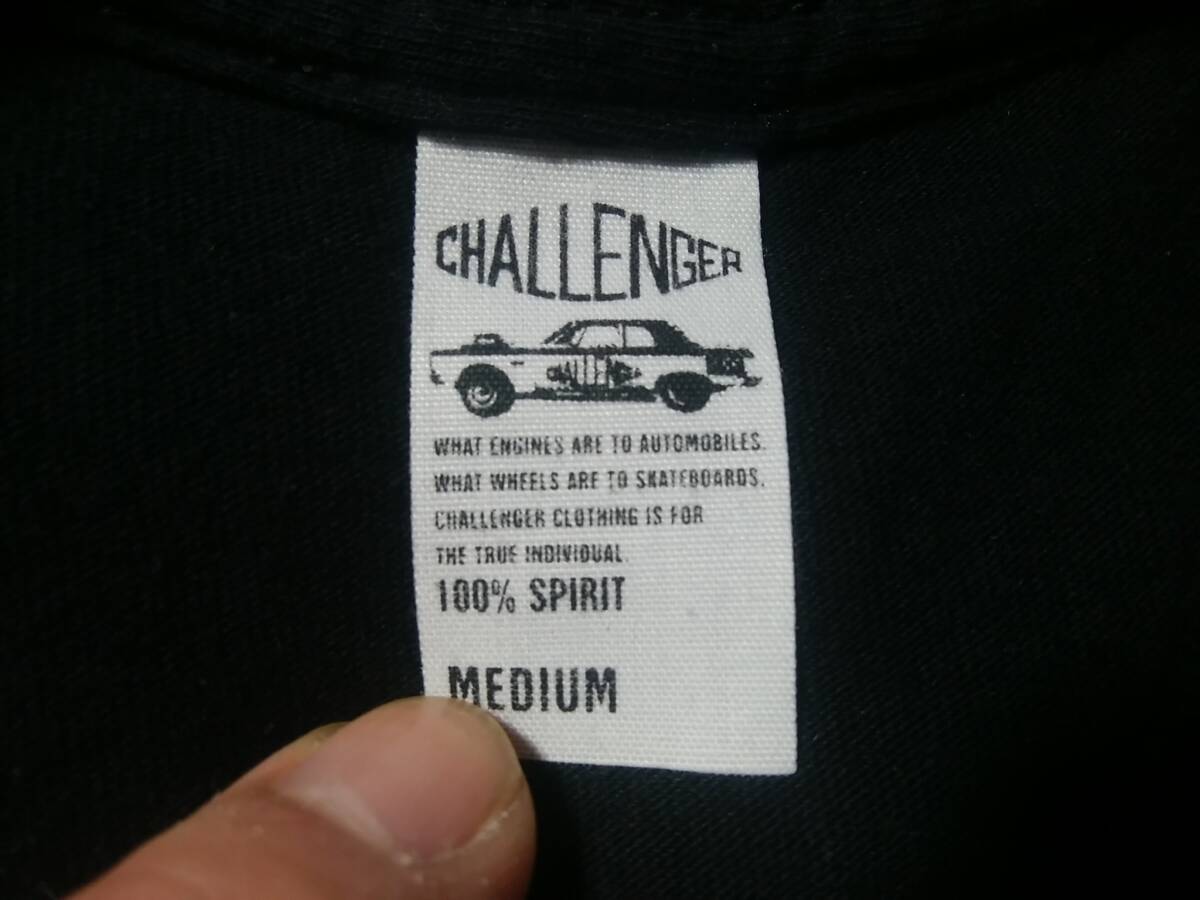 CHALLENGER
CHALLENGER
WHAT ENGINES ARE TO AUTOMOBILES.
WHAT WHEELS ARE TO SKATEBOARDS.
CHALLENGER CLOTHING IS FOR
THE TRUE INDIVIDUAL.
100% SPIRIT
MEDIUM